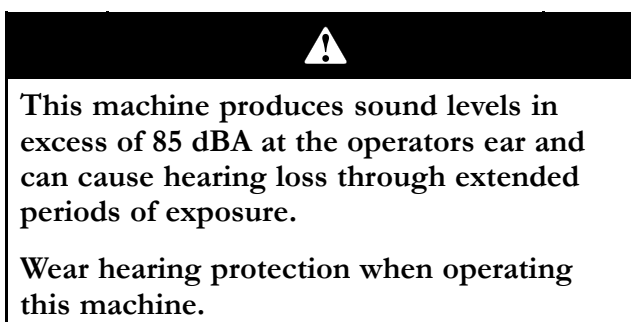 This machine produces sound levels in
excess of 85 dBA at the operators ear and
can cause hearing loss through extended
periods of exposure.
Wear hearing protection when operating
this machine.